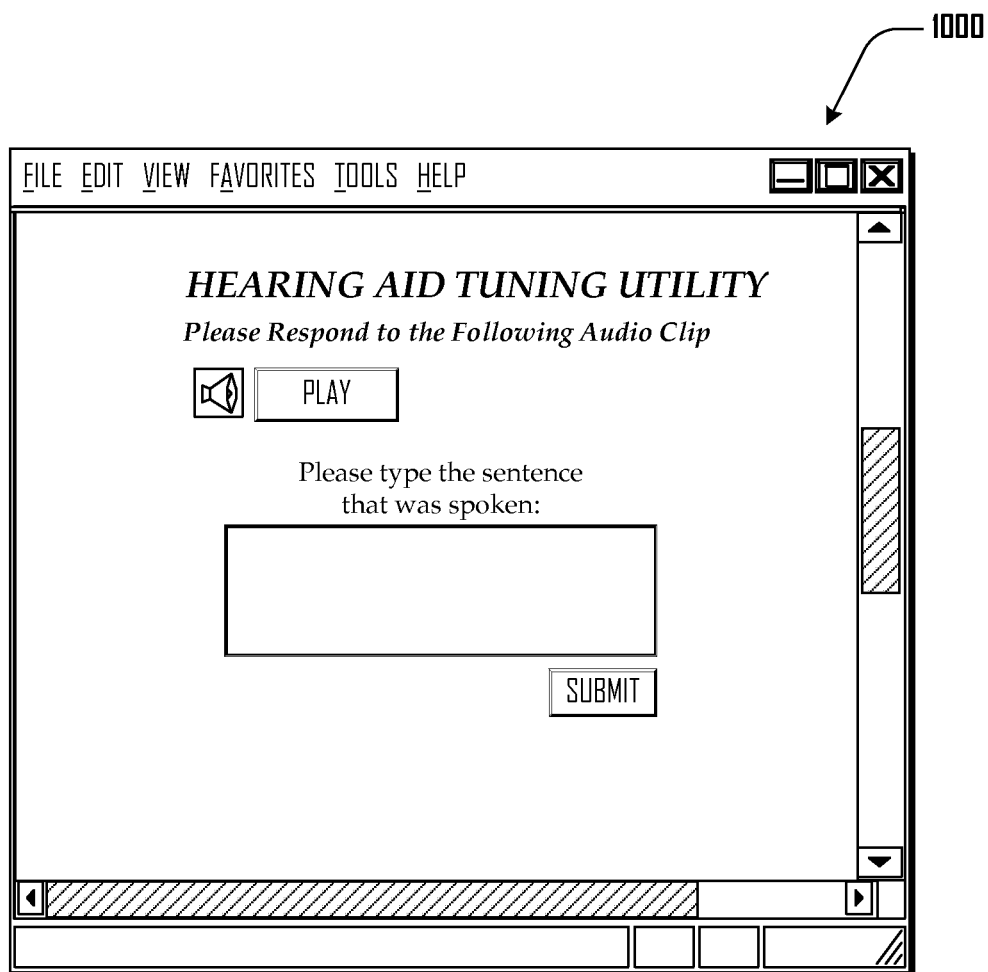 1000
FILE EDIT VIEW FAVORITES TOOLS HELP
HEARING AID TUNING UTILITY
Please Respond to the Following Audio Clip
PLAY
Please type the sentence
that was spoken:
SUBMIT